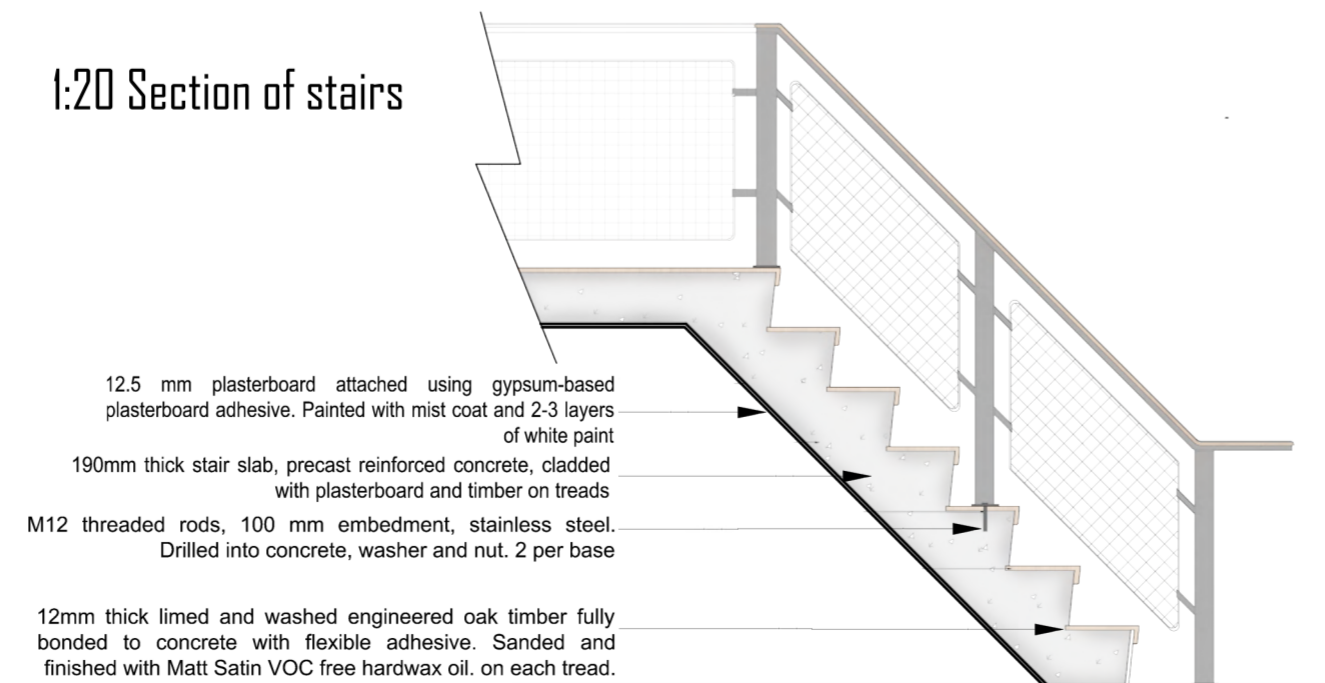 1:20 Section of stairs
12.5 mm plasterboard attached using gypsum-based
plasterboard adhesive. Painted with mist coat and 2-3 layers
of white paint
190mm thick stair slab, precast reinforced concrete, cladded
with plasterboard and timber on treads
M12 threaded rods, 100 mm embedment, stainless steel.
Drilled into concrete, washer and nut. 2 per base
12mm thick limed and washed engineered oak timber fully
bonded to concrete with flexible adhesive. Sanded and
finished with Matt Satin VOC free hardwax oil. on each tread.